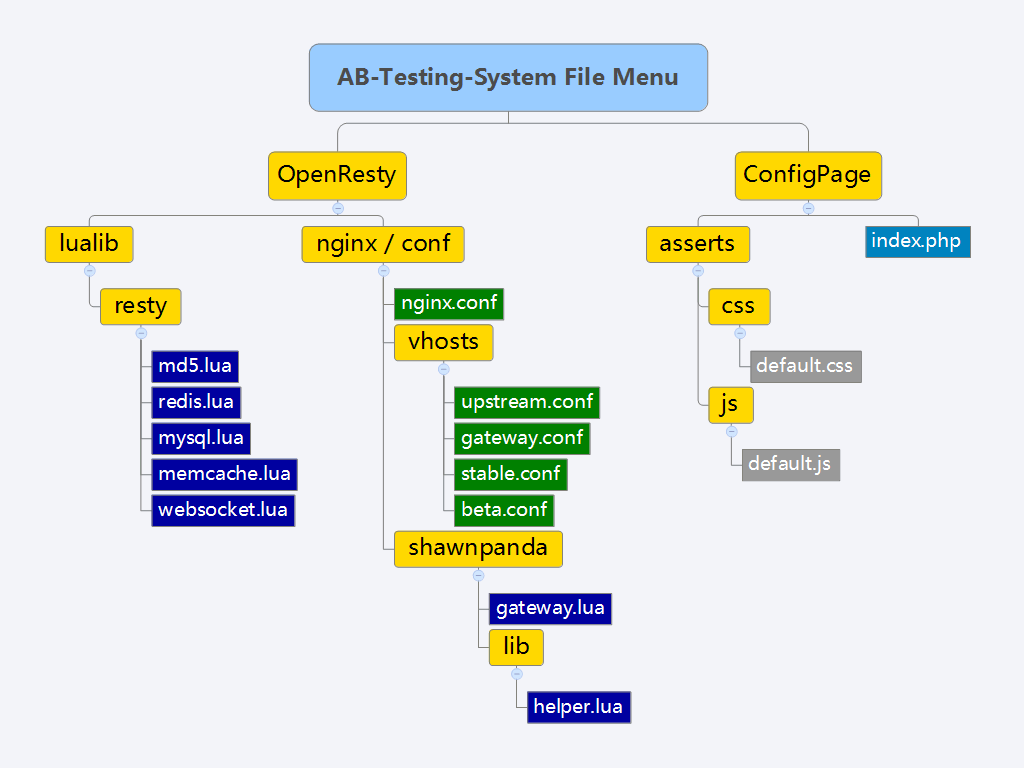 AB-Testing-System File Menu
OpenResty
ConfigPage
lualib
nginx / conf
asserts
index.php
resty
nginx.conf
css
vhosts
md5.lua
default.css
redis.lua
upstream.conf
js
mysql.lua
gateway.conf
memcache.lua
stable.conf
default.js
websocket.lua
beta.conf
shawnpanda
gateway.lua
lib
helper.lua